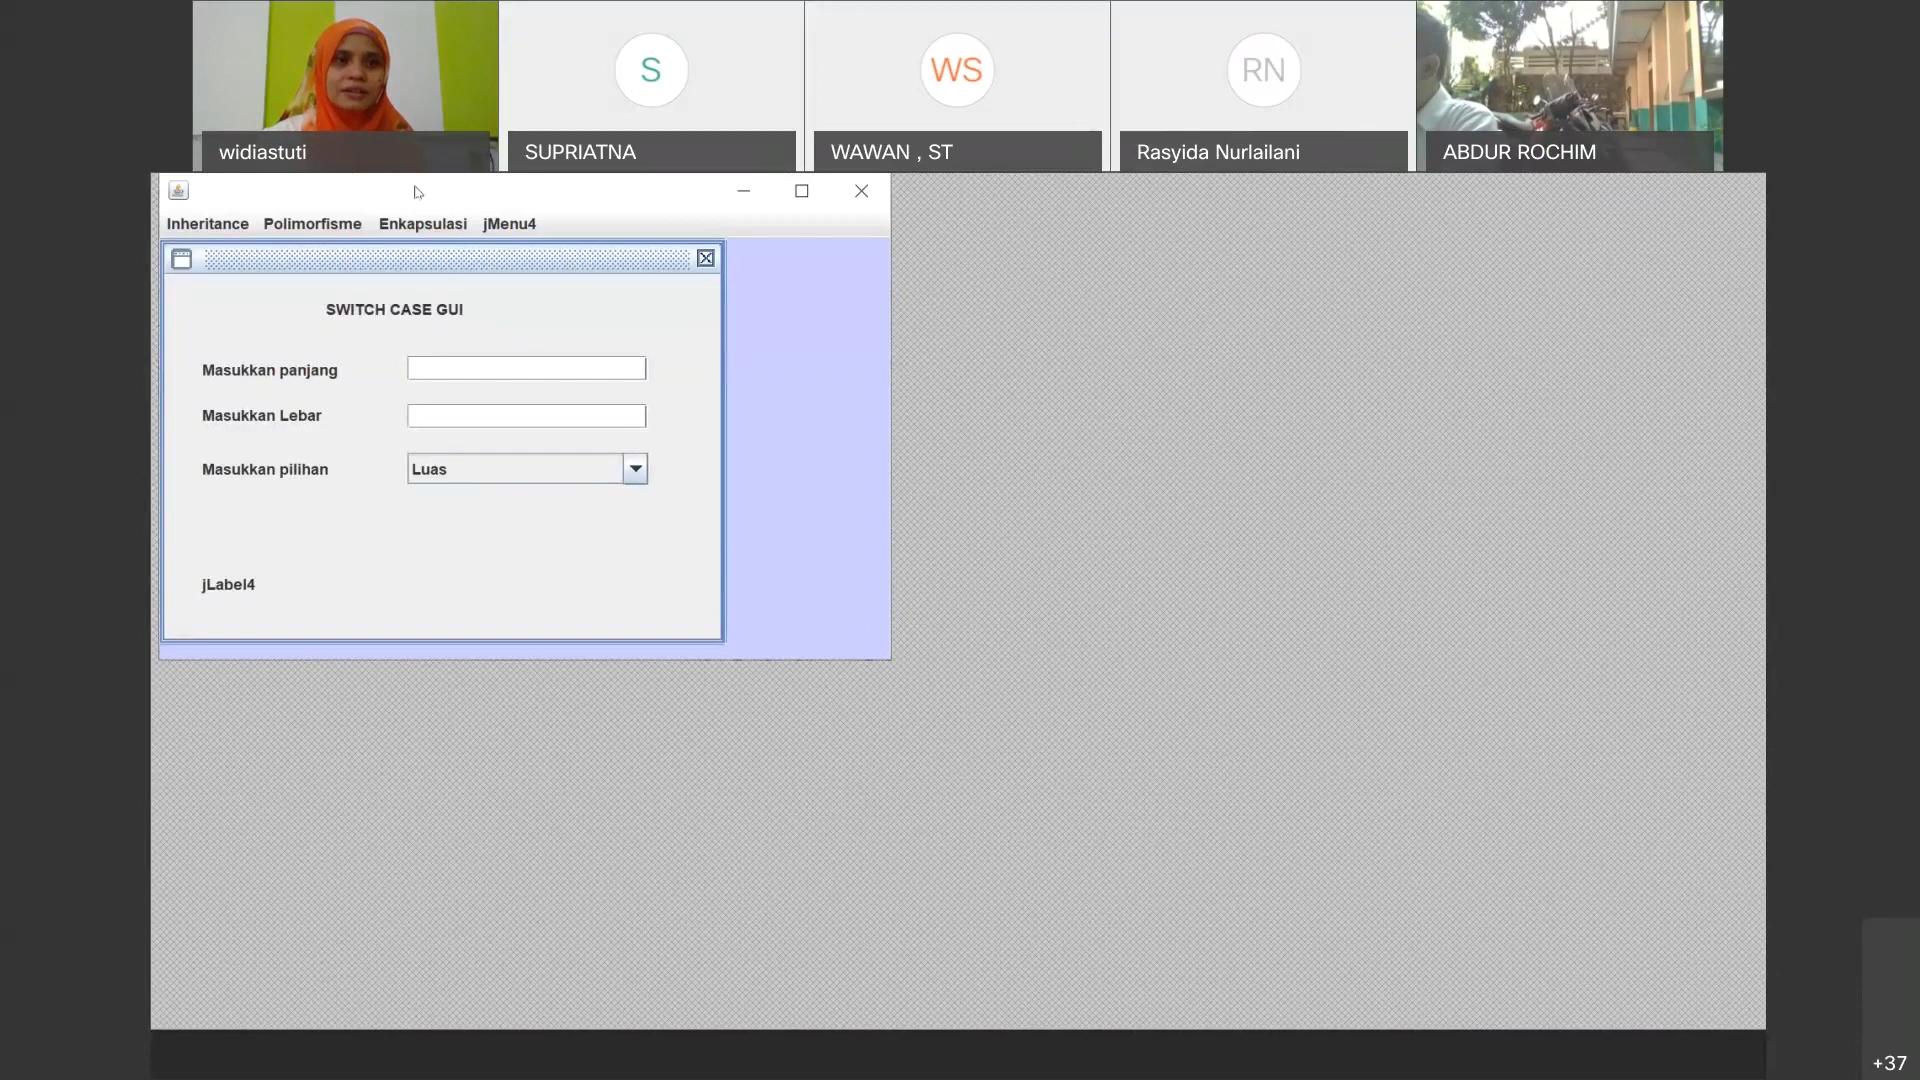 S
WS
RN
widiastuti
SUPRIATNA
WAWAN , ST
Rasyida Nurlailani
ABDUR ROCHIM
Inheritance Polimorfisme Enkapsulasi jMenu4
SWITCH CASE GUI
Masukkan panjang
Masukkan Lebar
Masukkan pilihan Luas
jLabel4
+37